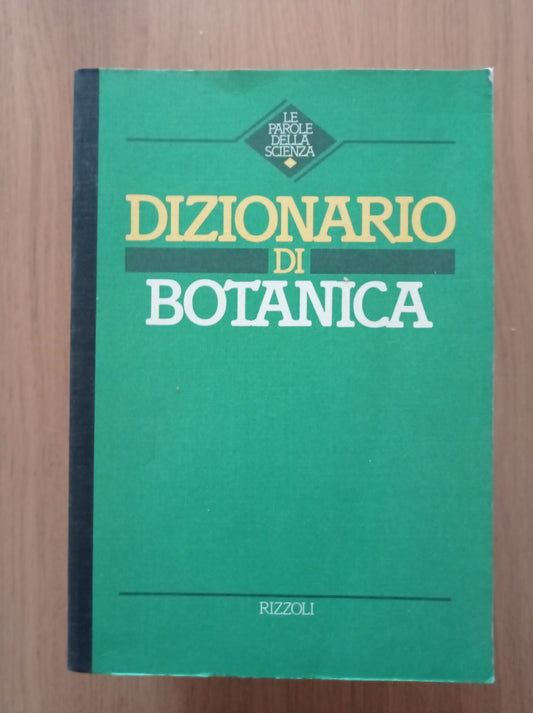 LE
PAROLE
DELLA
SCIENZA
DIZIONARIO
DI
BOTANICA
RIZZOLI